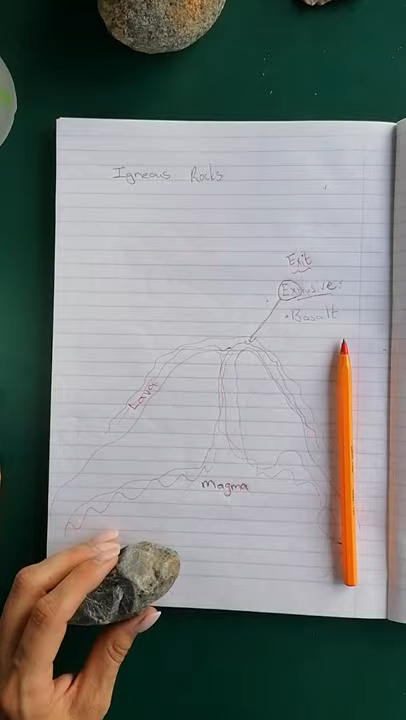 Igneous Rocks
Exit
Extrusive:
• Basalt
Lava
Magma